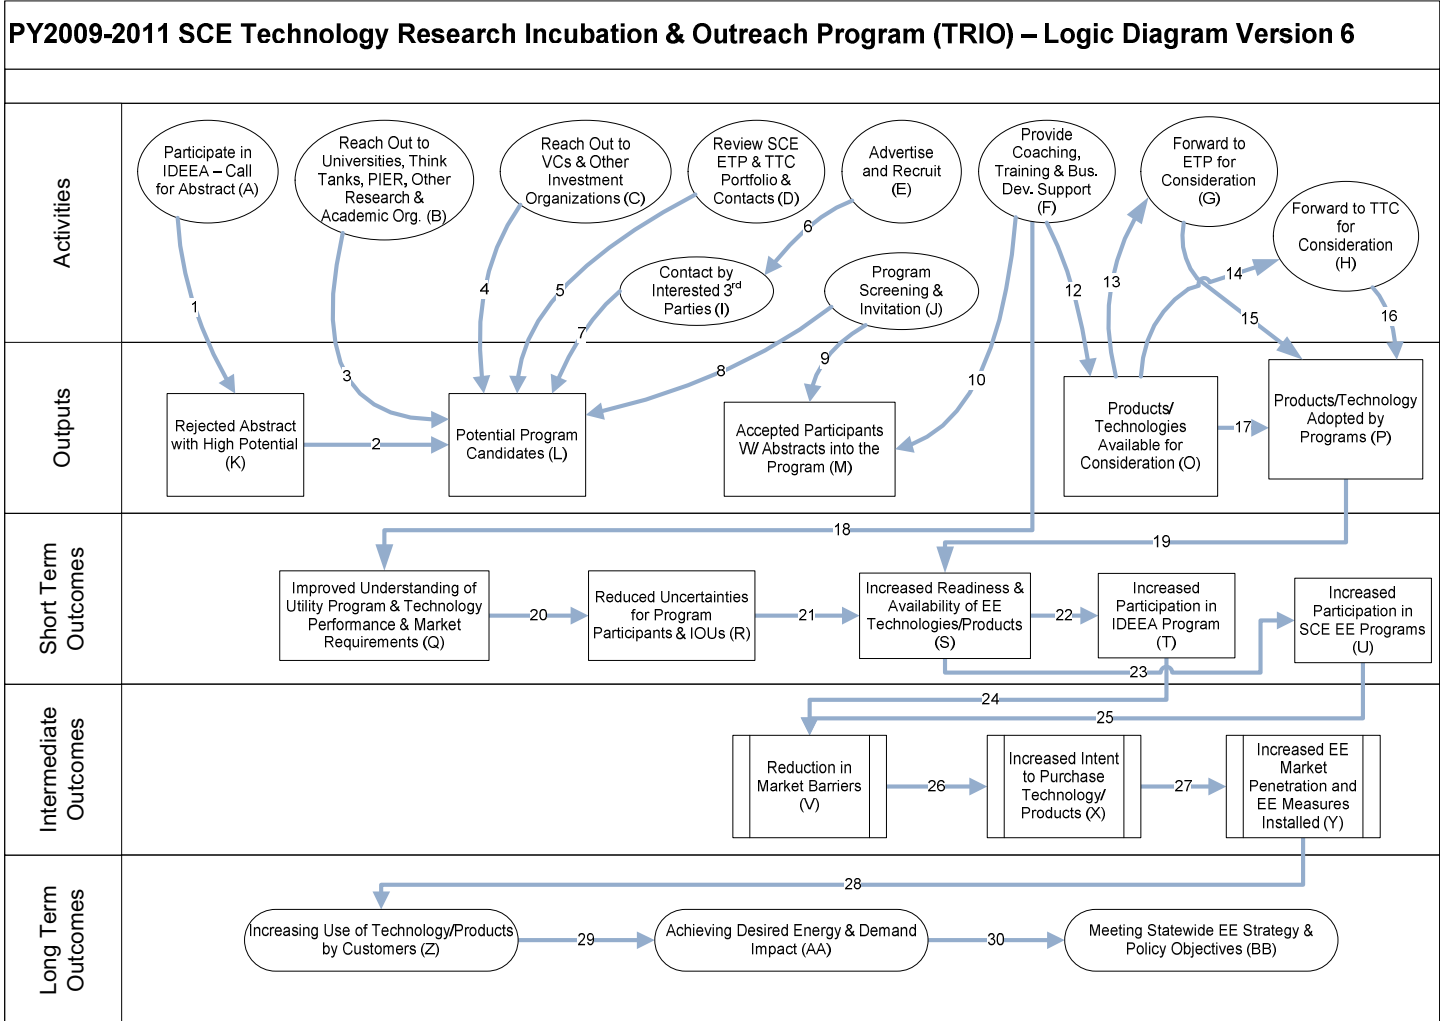 PY2009-2011 SCE Technology Research Incubation & Outreach Program (TRIO) – Logic Diagram Version 6
Activities
Participate in
IDEEA – Call
for Abstract (A)
Reach Out to
Universities, Think
Tanks, PIER, Other
Research &
Academic Org. (B)
Reach Out to
VCs & Other
Investment
Organizations (C)
Review SCE
ETP & TTC
Portfolio &
Contacts (D)
Advertise
and Recruit
(E)
Provide
Coaching,
Training & Bus.
Dev. Support
(F)
Forward to
ETP for
Consideration
(G)
Forward to TTC
for
Consideration
(H)
Contact by
Interested 3rd
Parties (I)
Program
Screening &
Invitation (J)
1
3
4
5
6
7
8
9
10
12
13
14
15
16
Outputs
Rejected Abstract
with High Potential
(K)
2
Potential Program
Candidates (L)
Accepted Participants
W/ Abstracts into the
Program (M)
Products/
Technologies
Available for
Consideration (O)
17
Products/Technology
Adopted by
Programs (P)
Short Term
Outcomes
18
19
Improved Understanding of
Utility Program & Technology
Performance & Market
Requirements (Q)
20
Reduced Uncertainties
for Program
Participants & IOUs (R)
21
Increased Readiness &
Availability of EE
Technologies/Products
(S)
22
Increased
Participation in
IDEEA Program
(T)
23
Increased
Participation in
SCE EE Programs
(U)
Intermediate
Outcomes
24
25
Reduction in
Market Barriers
(V)
26
Increased Intent
to Purchase
Technology/
Products (X)
27
Increased EE
Market
Penetration and
EE Measures
Installed (Y)
Long Term
Outcomes
28
Increasing Use of Technology/Products
by Customers (Z)
29
Achieving Desired Energy & Demand
Impact (AA)
30
Meeting Statewide EE Strategy &
Policy Objectives (BB)